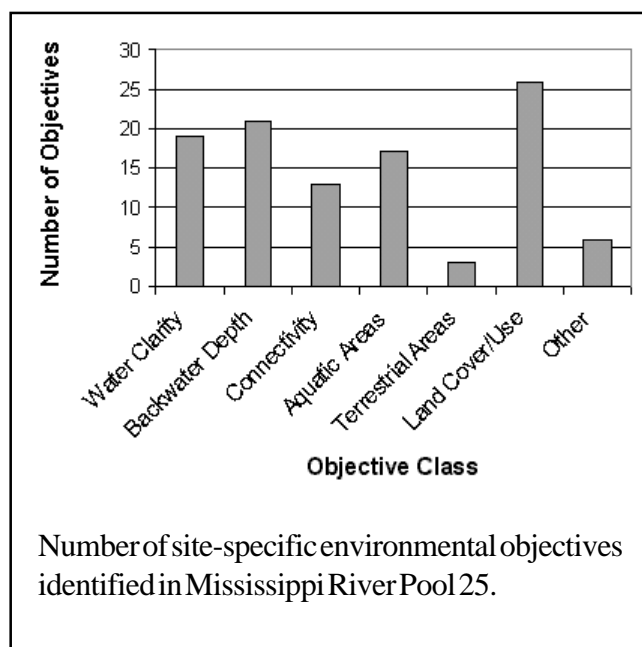 Number of Objectives
30
25
20
15
10
5
0
Water Clarity
Backwater Depth
Connectivity
Aquatic Areas
Terrestrial Areas
Land Cover/Use
Other
Objective Class
Number of site-specific environmental objectives
identified in Mississippi River Pool 25.